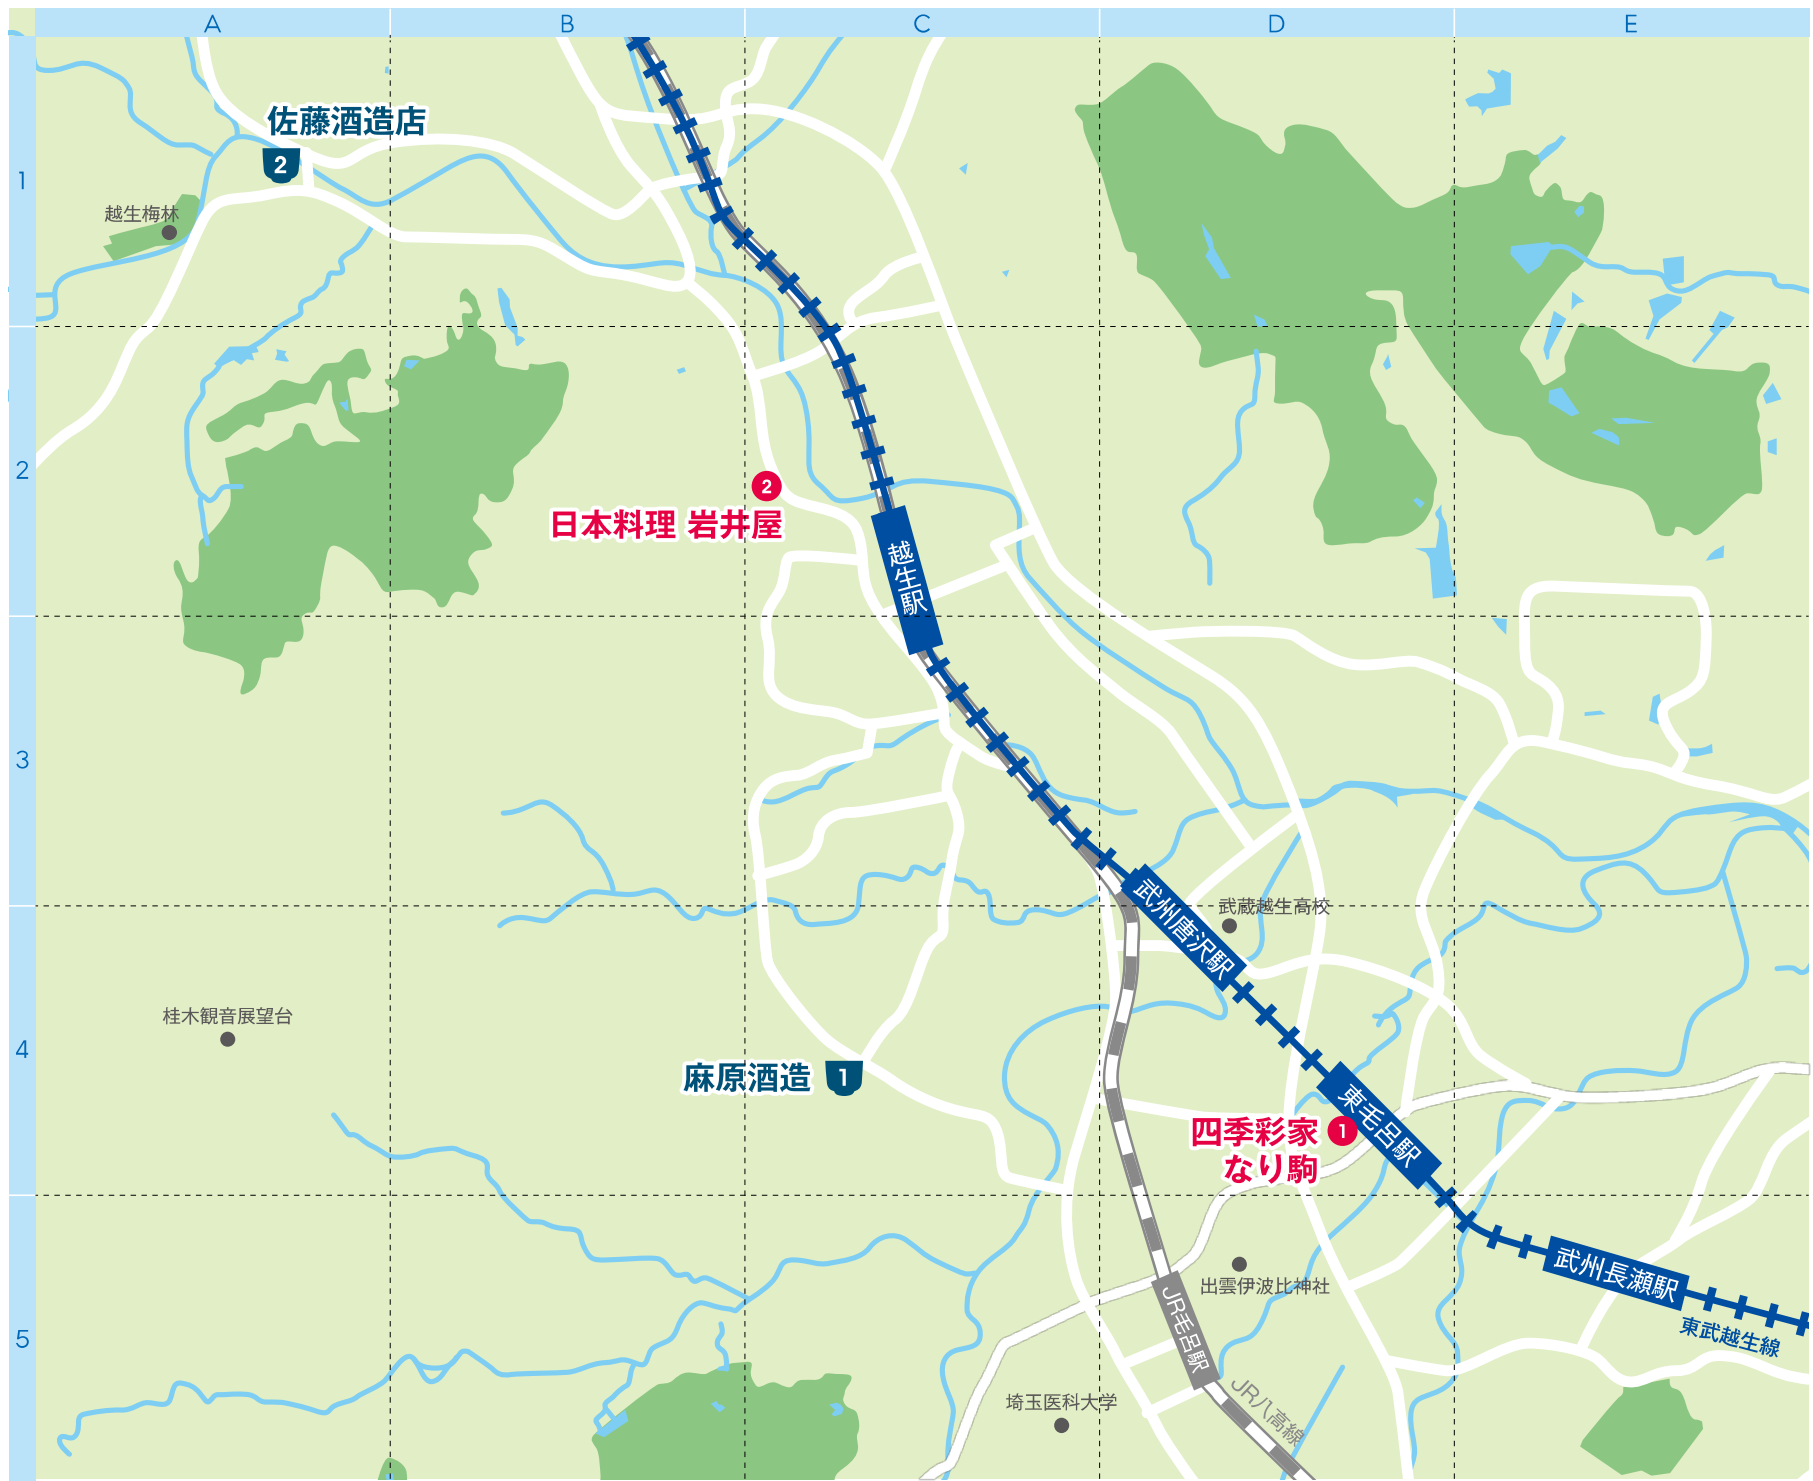 A B C D E
1
2
3
4
5
佐藤酒造店
2
越生梅林
2
日本料理 岩井屋
越生駅
武州唐沢駅
武蔵越生高校
桂木観音展望台
麻原酒造
1
東毛呂駅
四季彩家
なり駒
1
武州長瀬駅
東武越生線
出雲伊波比神社
JR毛呂駅
JR八高線
埼玉医科大学